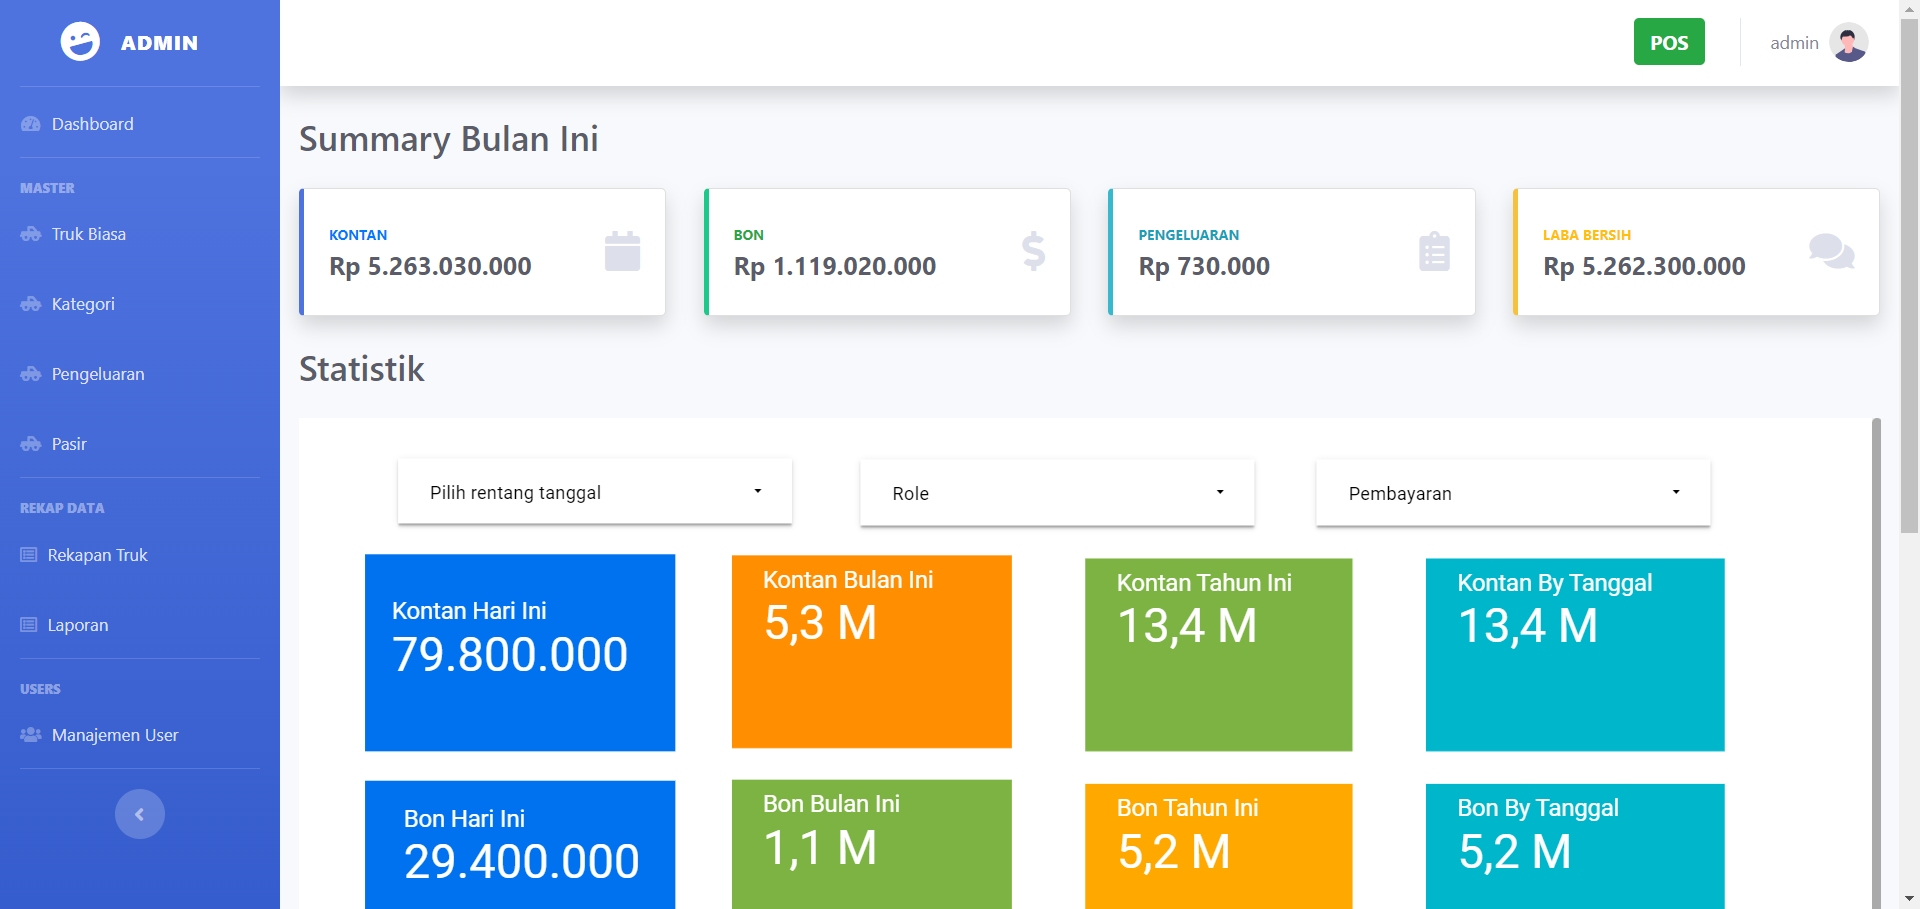 ADMIN
POS
admin
Dashboard
MASTER
Truk Biasa
Kategori
Pengeluaran
Pasir
REKAP DATA
Rekapan Truk
Laporan
USERS
Manajemen User
Summary Bulan Ini
KONTAN
Rp 5.263.030.000
BON
Rp 1.119.020.000
PENGELUARAN
Rp 730.000
LABA BERSIH
Rp 5.262.300.000
Statistik
Pilih rentang tanggal
Role
Pembayaran
Kontan Hari Ini
79.800.000
Kontan Bulan Ini
5,3 M
Kontan Tahun Ini
13,4 M
Kontan By Tanggal
13,4 M
Bon Hari Ini
29.400.000
Bon Bulan Ini
1,1 M
Bon Tahun Ini
5,2 M
Bon By Tanggal
5,2 M